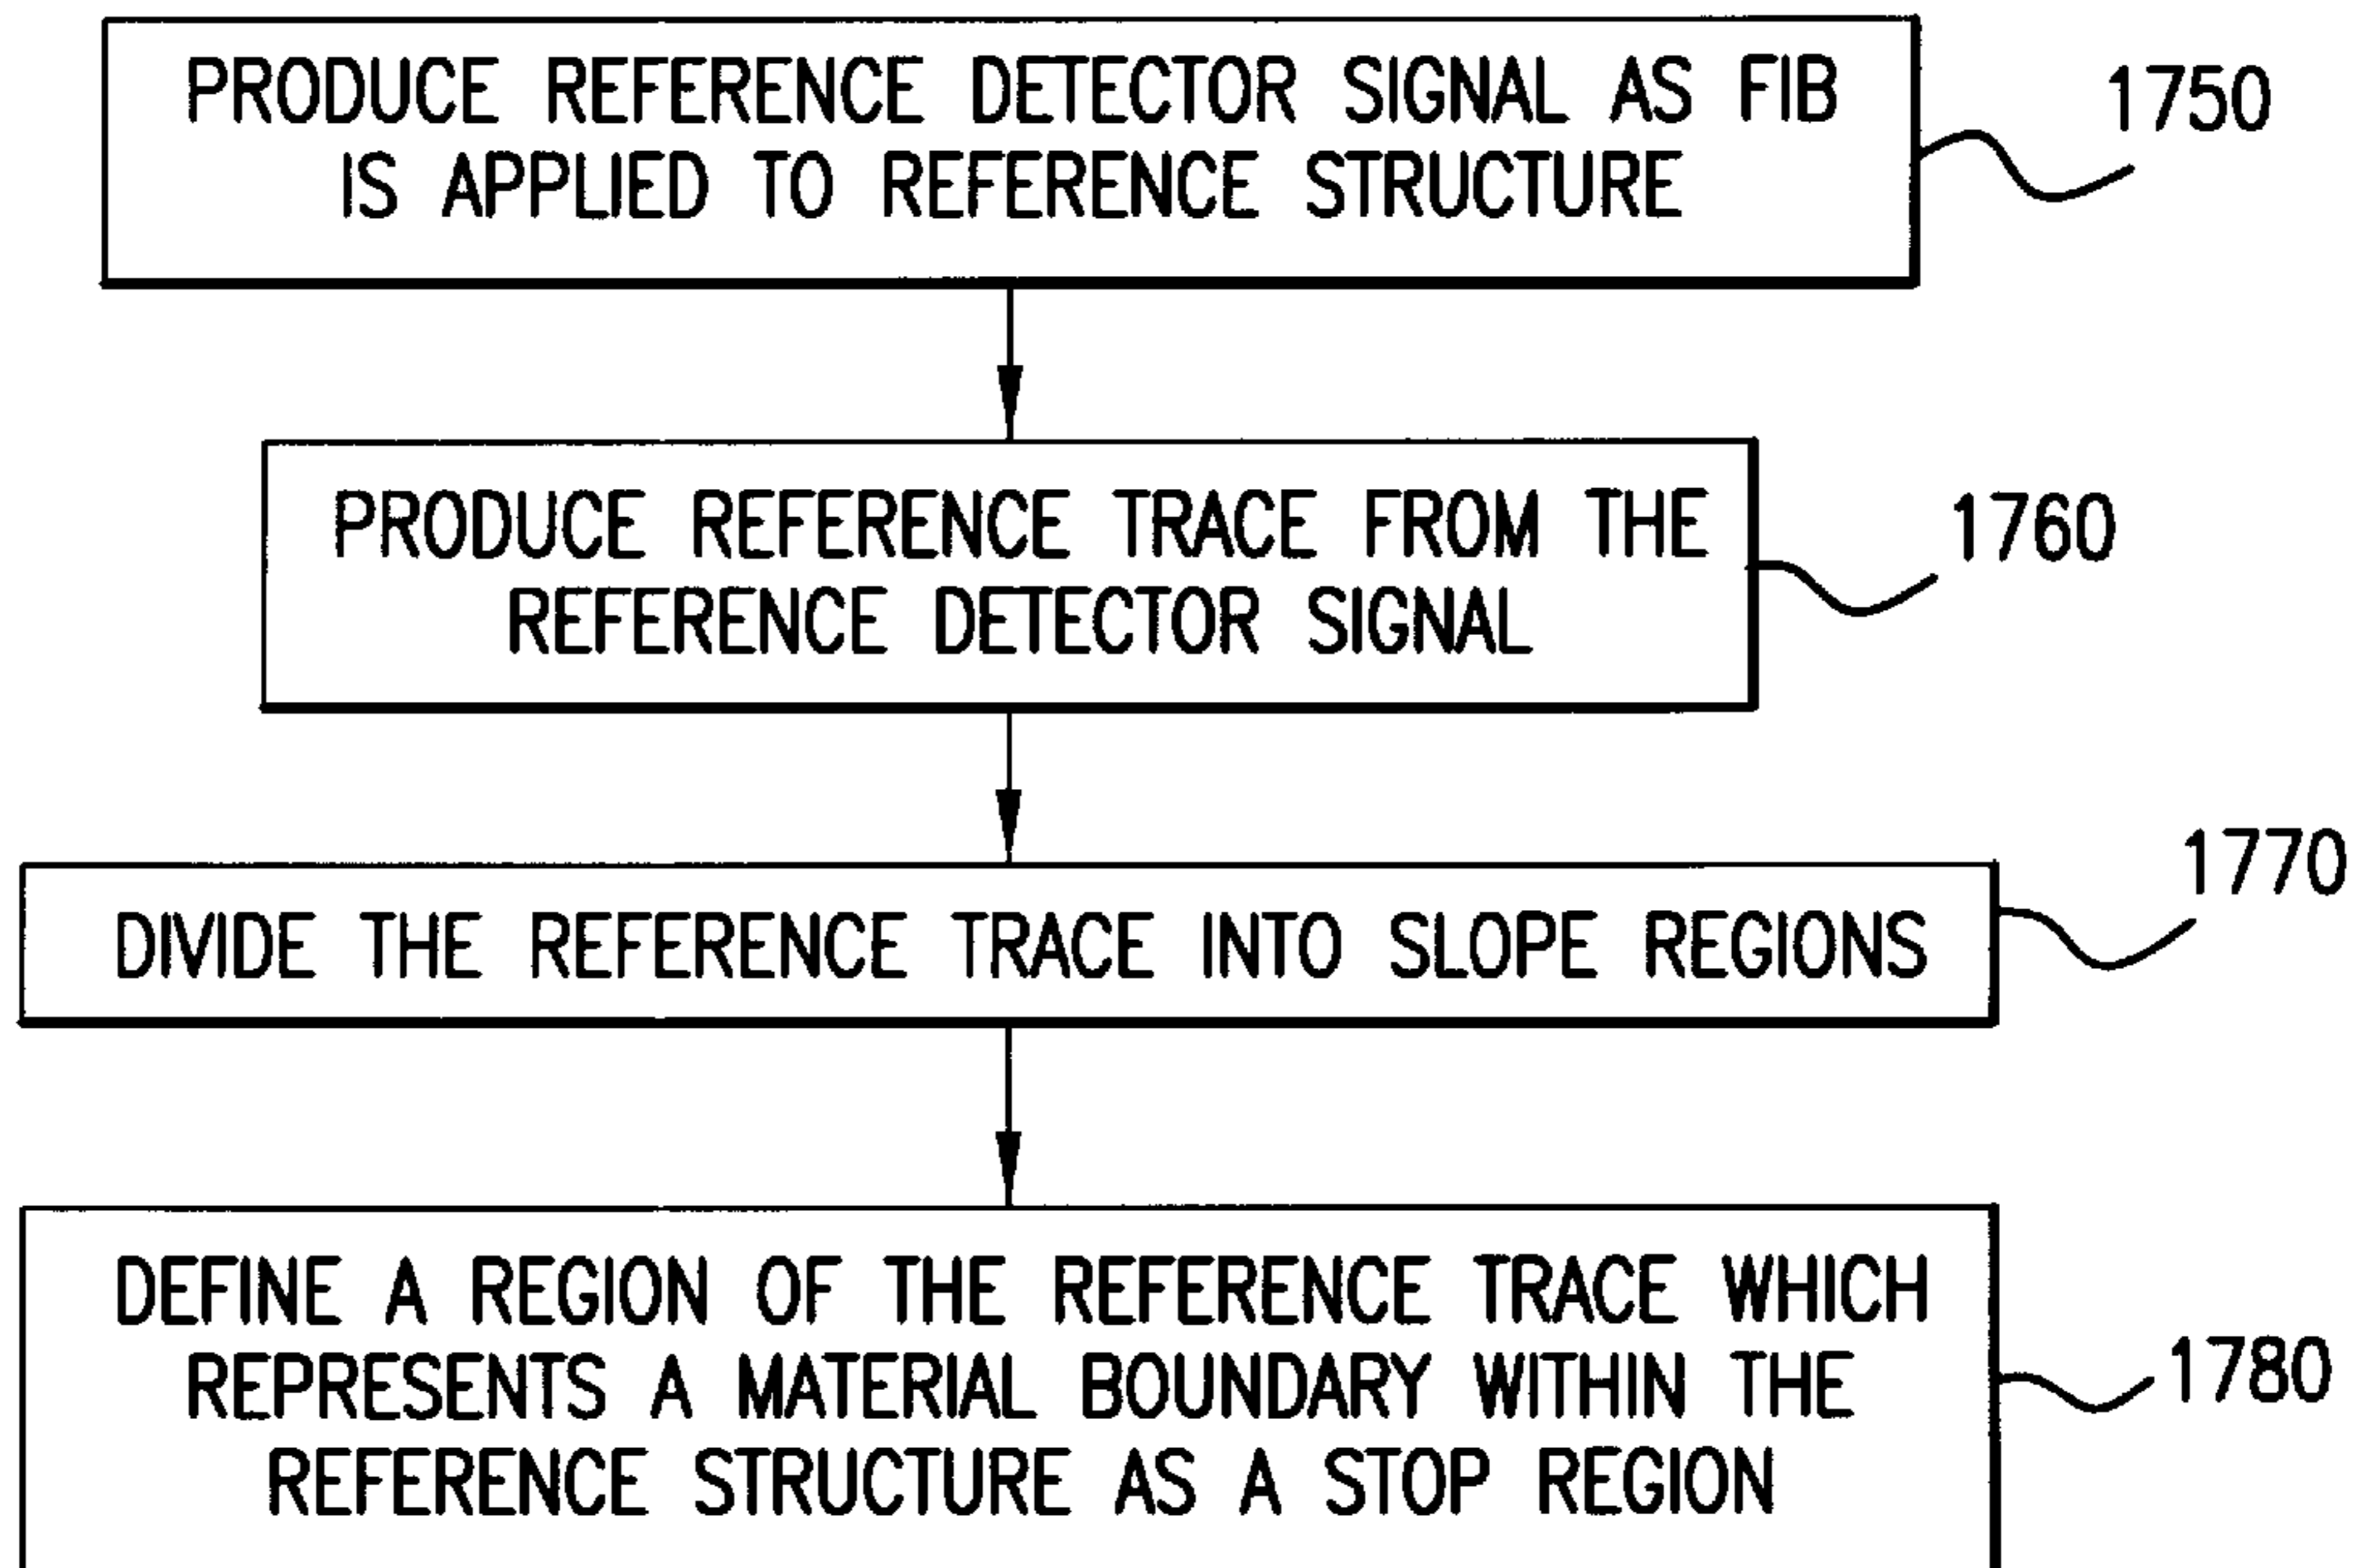 PRODUCE REFERENCE DETECTOR SIGNAL AS FIB
IS APPLIED TO REFERENCE STRUCTURE
1750
PRODUCE REFERENCE TRACE FROM THE
REFERENCE DETECTOR SIGNAL
1760
DIVIDE THE REFERENCE TRACE INTO SLOPE REGIONS
1770
DEFINE A REGION OF THE REFERENCE TRACE WHICH
REPRESENTS A MATERIAL BOUNDARY WITHIN THE
REFERENCE STRUCTURE AS A STOP REGION
1780